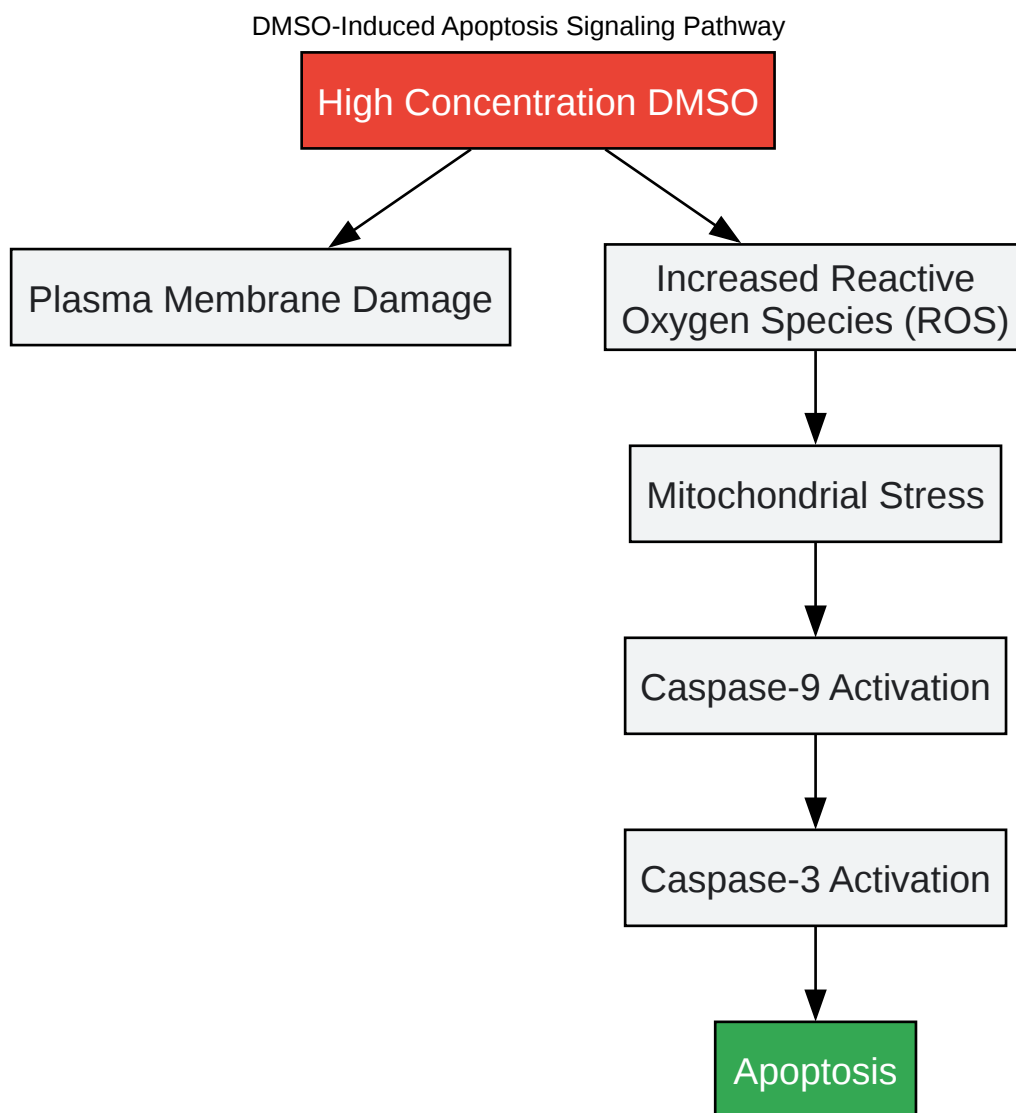 DMSO-Induced Apoptosis Signaling Pathway
High Concentration DMSO
Plasma Membrane Damage
Increased Reactive
Oxygen Species (ROS)
Mitochondrial Stress
Caspase-9 Activation
Caspase-3 Activation
Apoptosis